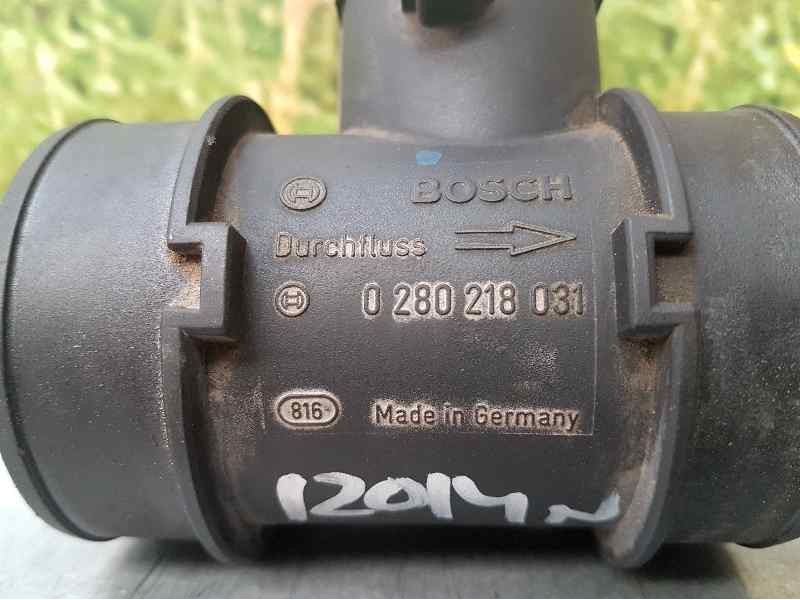 BOSCH
Durchfluss
0 280 218 031
816-
Made in Germany
12014 N